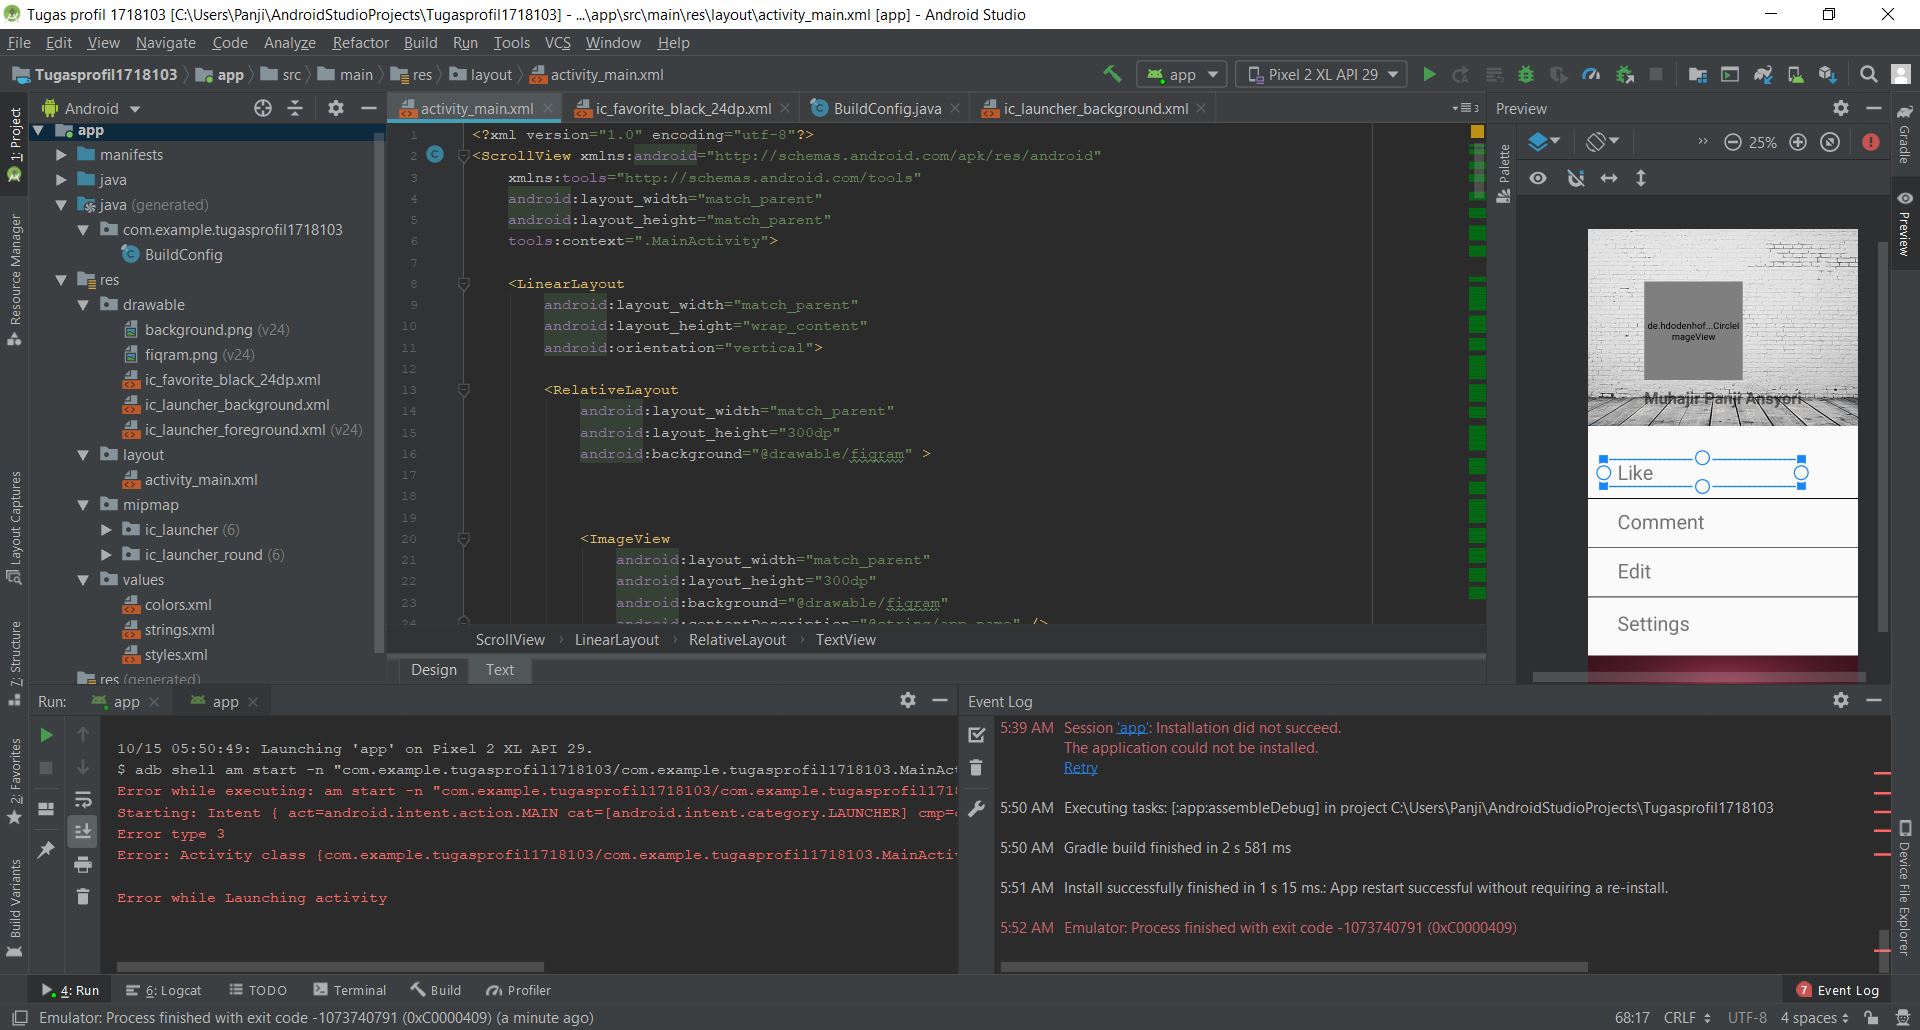 Tugas profil 1718103 [C:\Users\Panji\AndroidStudioProjects\Tugasprofil1718103] - ...\app\src\main\res\layout\activity_main.xml [app] - Android Studio
File Edit View Navigate Code Analyze Refactor Build Run Tools VCS Window Help
Tugasprofil1718103 app src main res layout activity_main.xml app Pixel 2 XL API 29
Android
activity_main.xml ic_favorite_black_24dp.xml BuildConfig.java ic_launcher_background.xml 3
Preview
1: Project
Resource Manager
Layout Captures
7: Structure
2: Favorites
Build Variants
app
manifests
java
java (generated)
com.example.tugasprofil1718103
BuildConfig
res
drawable
background.png (v24)
fiqram.png (v24)
ic_favorite_black_24dp.xml
ic_launcher_background.xml
ic_launcher_foreground.xml (v24)
layout
activity_main.xml
mipmap
ic_launcher (6)
ic_launcher_round (6)
values
colors.xml
strings.xml
styles.xml
res (generated)
1 <?xml version="1.0" encoding="utf-8"?>
2 <ScrollView xmlns:android="http://schemas.android.com/apk/res/android"
3 xmlns:tools="http://schemas.android.com/tools"
4 android:layout_width="match_parent"
5 android:layout_height="match_parent"
6 tools:context=".MainActivity">
7
8 <LinearLayout
9 android:layout_width="match_parent"
10 android:layout_height="wrap_content"
11 android:orientation="vertical">
12
13 <RelativeLayout
14 android:layout_width="match_parent"
15 android:layout_height="300dp"
16 android:background="@drawable/fiqram" >
17
18
19
20 <ImageView
21 android:layout_width="match_parent"
22 android:layout_height="300dp"
23 android:background="@drawable/fiqram"
24 android:contentDescription="@string/app_name" />
ScrollView LinearLayout RelativeLayout TextView
Design Text
Palette
25%
de.hdodenhof...CircleI
mageView
Muhajir Panji Ansyori
Like
Comment
Edit
Settings
Gradle
Preview
Device File Explorer
Run: app app
10/15 05:50:49: Launching 'app' on Pixel 2 XL API 29.
$ adb shell am start -n "com.example.tugasprofil1718103/com.example.tugasprofil1718103.MainAct
Error while executing: am start -n "com.example.tugasprofil1718103/com.example.tugasprofil1718
Starting: Intent { act=android.intent.action.MAIN cat=[android.intent.category.LAUNCHER] cmp=
Error type 3
Error: Activity class {com.example.tugasprofil1718103/com.example.tugasprofil1718103.MainActiv
Error while Launching activity
Event Log
5:39 AM Session 'app': Installation did not succeed.
The application could not be installed.
Retry
5:50 AM Executing tasks: [:app:assembleDebug] in project C:\Users\Panji\AndroidStudioProjects\Tugasprofil1718103
5:50 AM Gradle build finished in 2 s 581 ms
5:51 AM Install successfully finished in 1 s 15 ms.: App restart successful without requiring a re-install.
5:52 AM Emulator: Process finished with exit code -1073740791 (0xC0000409)
4: Run 6: Logcat TODO Terminal Build Profiler 7 Event Log
Emulator: Process finished with exit code -1073740791 (0xC0000409) (a minute ago) 68:17 CRLF UTF-8 4 spaces